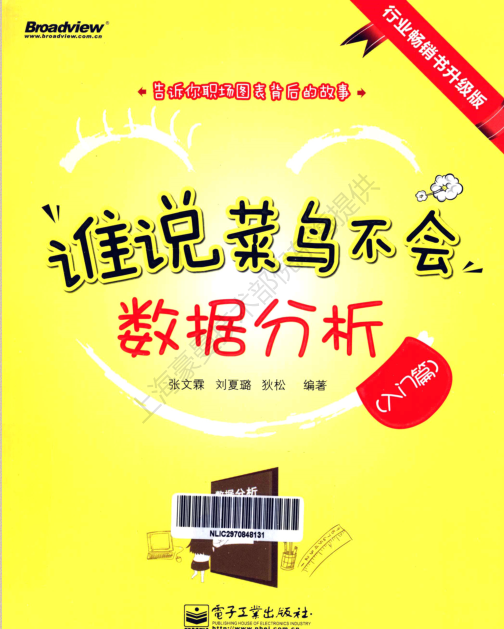 Broadview®
www.broadview.com.cn
行业畅销书升级版
告诉你职场图表背后的故事
谁说菜鸟不会
数据分析
(入门篇)
张文霖 刘夏璐 狄松 编著
数据分析
NLIC2970848131
電子工業出版社
PUBLISHING HOUSE OF ELECTRONICS INDUSTRY